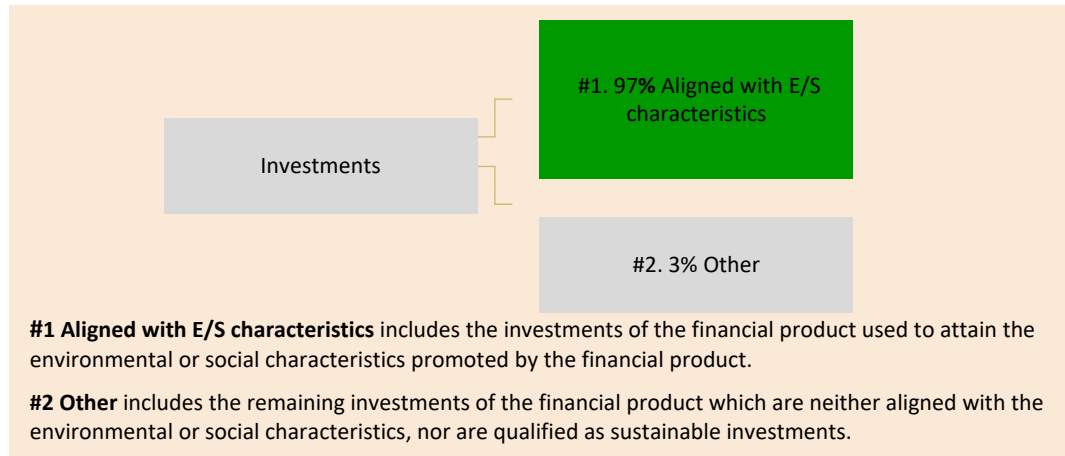 #1. 97% Aligned with E/S
characteristics
Investments
#2. 3% Other
#1 Aligned with E/S characteristics includes the investments of the financial product used to attain the
environmental or social characteristics promoted by the financial product.
#2 Other includes the remaining investments of the financial product which are neither aligned with the
environmental or social characteristics, nor are qualified as sustainable investments.